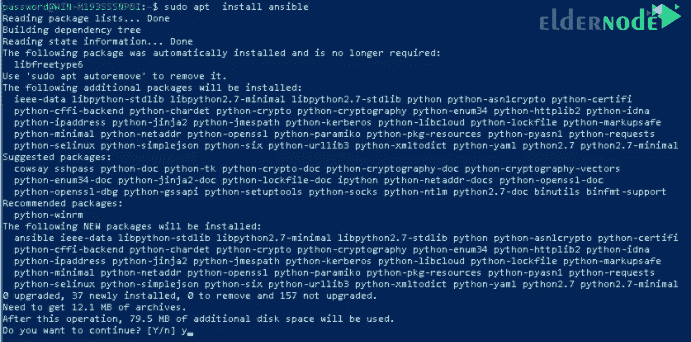 password@WIN-M193SSSNPBI:~$ sudo apt  install ansible
ELDERNODE
Reading package lists... Done
Building dependency tree
Reading state information... Done
The following package was automatically installed and is no longer required:
  libfreetype6
Use 'sudo apt autoremove' to remove it.
The following additional packages will be installed:
  ieee-data libpython-stdlib libpython2.7-minimal libpython2.7-stdlib python python-asn1crypto python-certifi
  python-cffi-backend python-chardet python-crypto python-cryptography python-enum34 python-httplib2 python-idna
  python-ipaddress python-jinja2 python-jmespath python-kerberos python-libcloud python-lockfile python-markupsafe
  python-minimal python-netaddr python-openssl python-paramiko python-pkg-resources python-pyasn1 python-requests
  python-selinux python-simplejson python-six python-urllib3 python-xmltodict python-yaml python2.7 python2.7-minimal
Suggested packages:
  cowsay sshpass python-doc python-tk python-crypto-doc python-cryptography-doc python-cryptography-vectors
  python-enum34-doc python-jinja2-doc python-lockfile-doc ipython python-netaddr-docs python-openssl-doc
  python-openssl-dbg python-gssapi python-setuptools python-socks python-ntlm python2.7-doc binutils binfmt-support
Recommended packages:
  python-winrm
The following NEW packages will be installed:
  ansible ieee-data libpython-stdlib libpython2.7-minimal libpython2.7-stdlib python python-asn1crypto python-certifi
  python-cffi-backend python-chardet python-crypto python-cryptography python-enum34 python-httplib2 python-idna
  python-ipaddress python-jinja2 python-jmespath python-kerberos python-libcloud python-lockfile python-markupsafe
  python-minimal python-netaddr python-openssl python-paramiko python-pkg-resources python-pyasn1 python-requests
  python-selinux python-simplejson python-six python-urllib3 python-xmltodict python-yaml python2.7 python2.7-minimal
0 upgraded, 37 newly installed, 0 to remove and 157 not upgraded.
Need to get 12.1 MB of archives.
After this operation, 79.5 MB of additional disk space will be used.
Do you want to continue? [Y/n] y